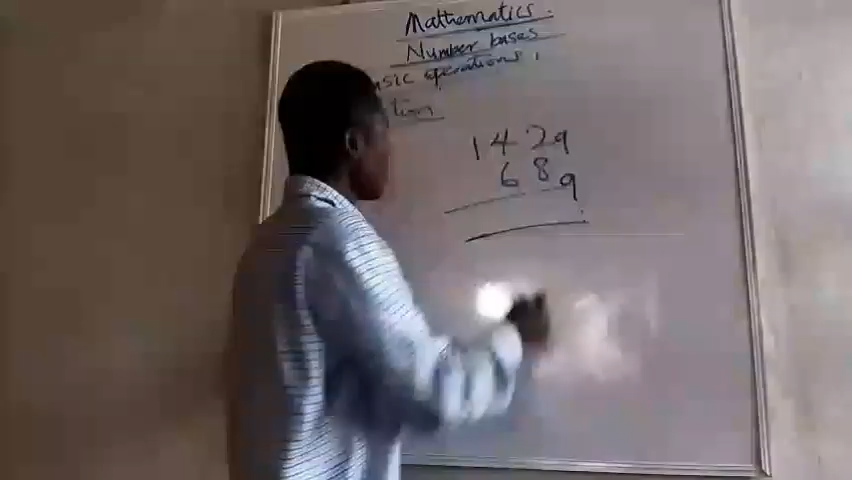 Mathematics.
Number bases
operations.
1 4 2 9
6 8 9